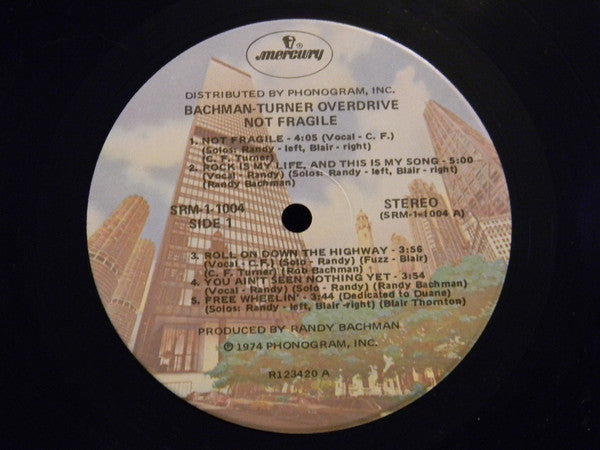 mercury
DISTRIBUTED BY PHONOGRAM, INC.
BACHMAN-TURNER OVERDRIVE
NOT FRAGILE
1. NOT FRAGILE - 4:05 (Vocal - C. F.)
(Solos: Randy - left, Blair - right)
(C. F. Turner)
2. ROCK IS MY LIFE, AND THIS IS MY SONG - 5:00
(Vocal - Randy) (Solos: Randy - left, Blair - right)
(Randy Bachman)
SRM-1-1004
SIDE 1
STEREO
(SRM-1-1004 A)
3. ROLL ON DOWN THE HIGHWAY - 3:56
(Vocal - C.F.) (Solo - Randy) (Fuzz - Blair)
(C. F. Turner) (Rob Bachman)
4. YOU AIN'T SEEN NOTHING YET - 3:54
(Vocal - Randy) (Solo - Randy) (Randy Bachman)
5. FREE WHEELIN' - 3:44 (Dedicated to Duane)
(Solos: Randy - left, Blair - right) (Blair Thornton)
PRODUCED BY RANDY BACHMAN
℗ 1974 PHONOGRAM, INC.
R123420 A